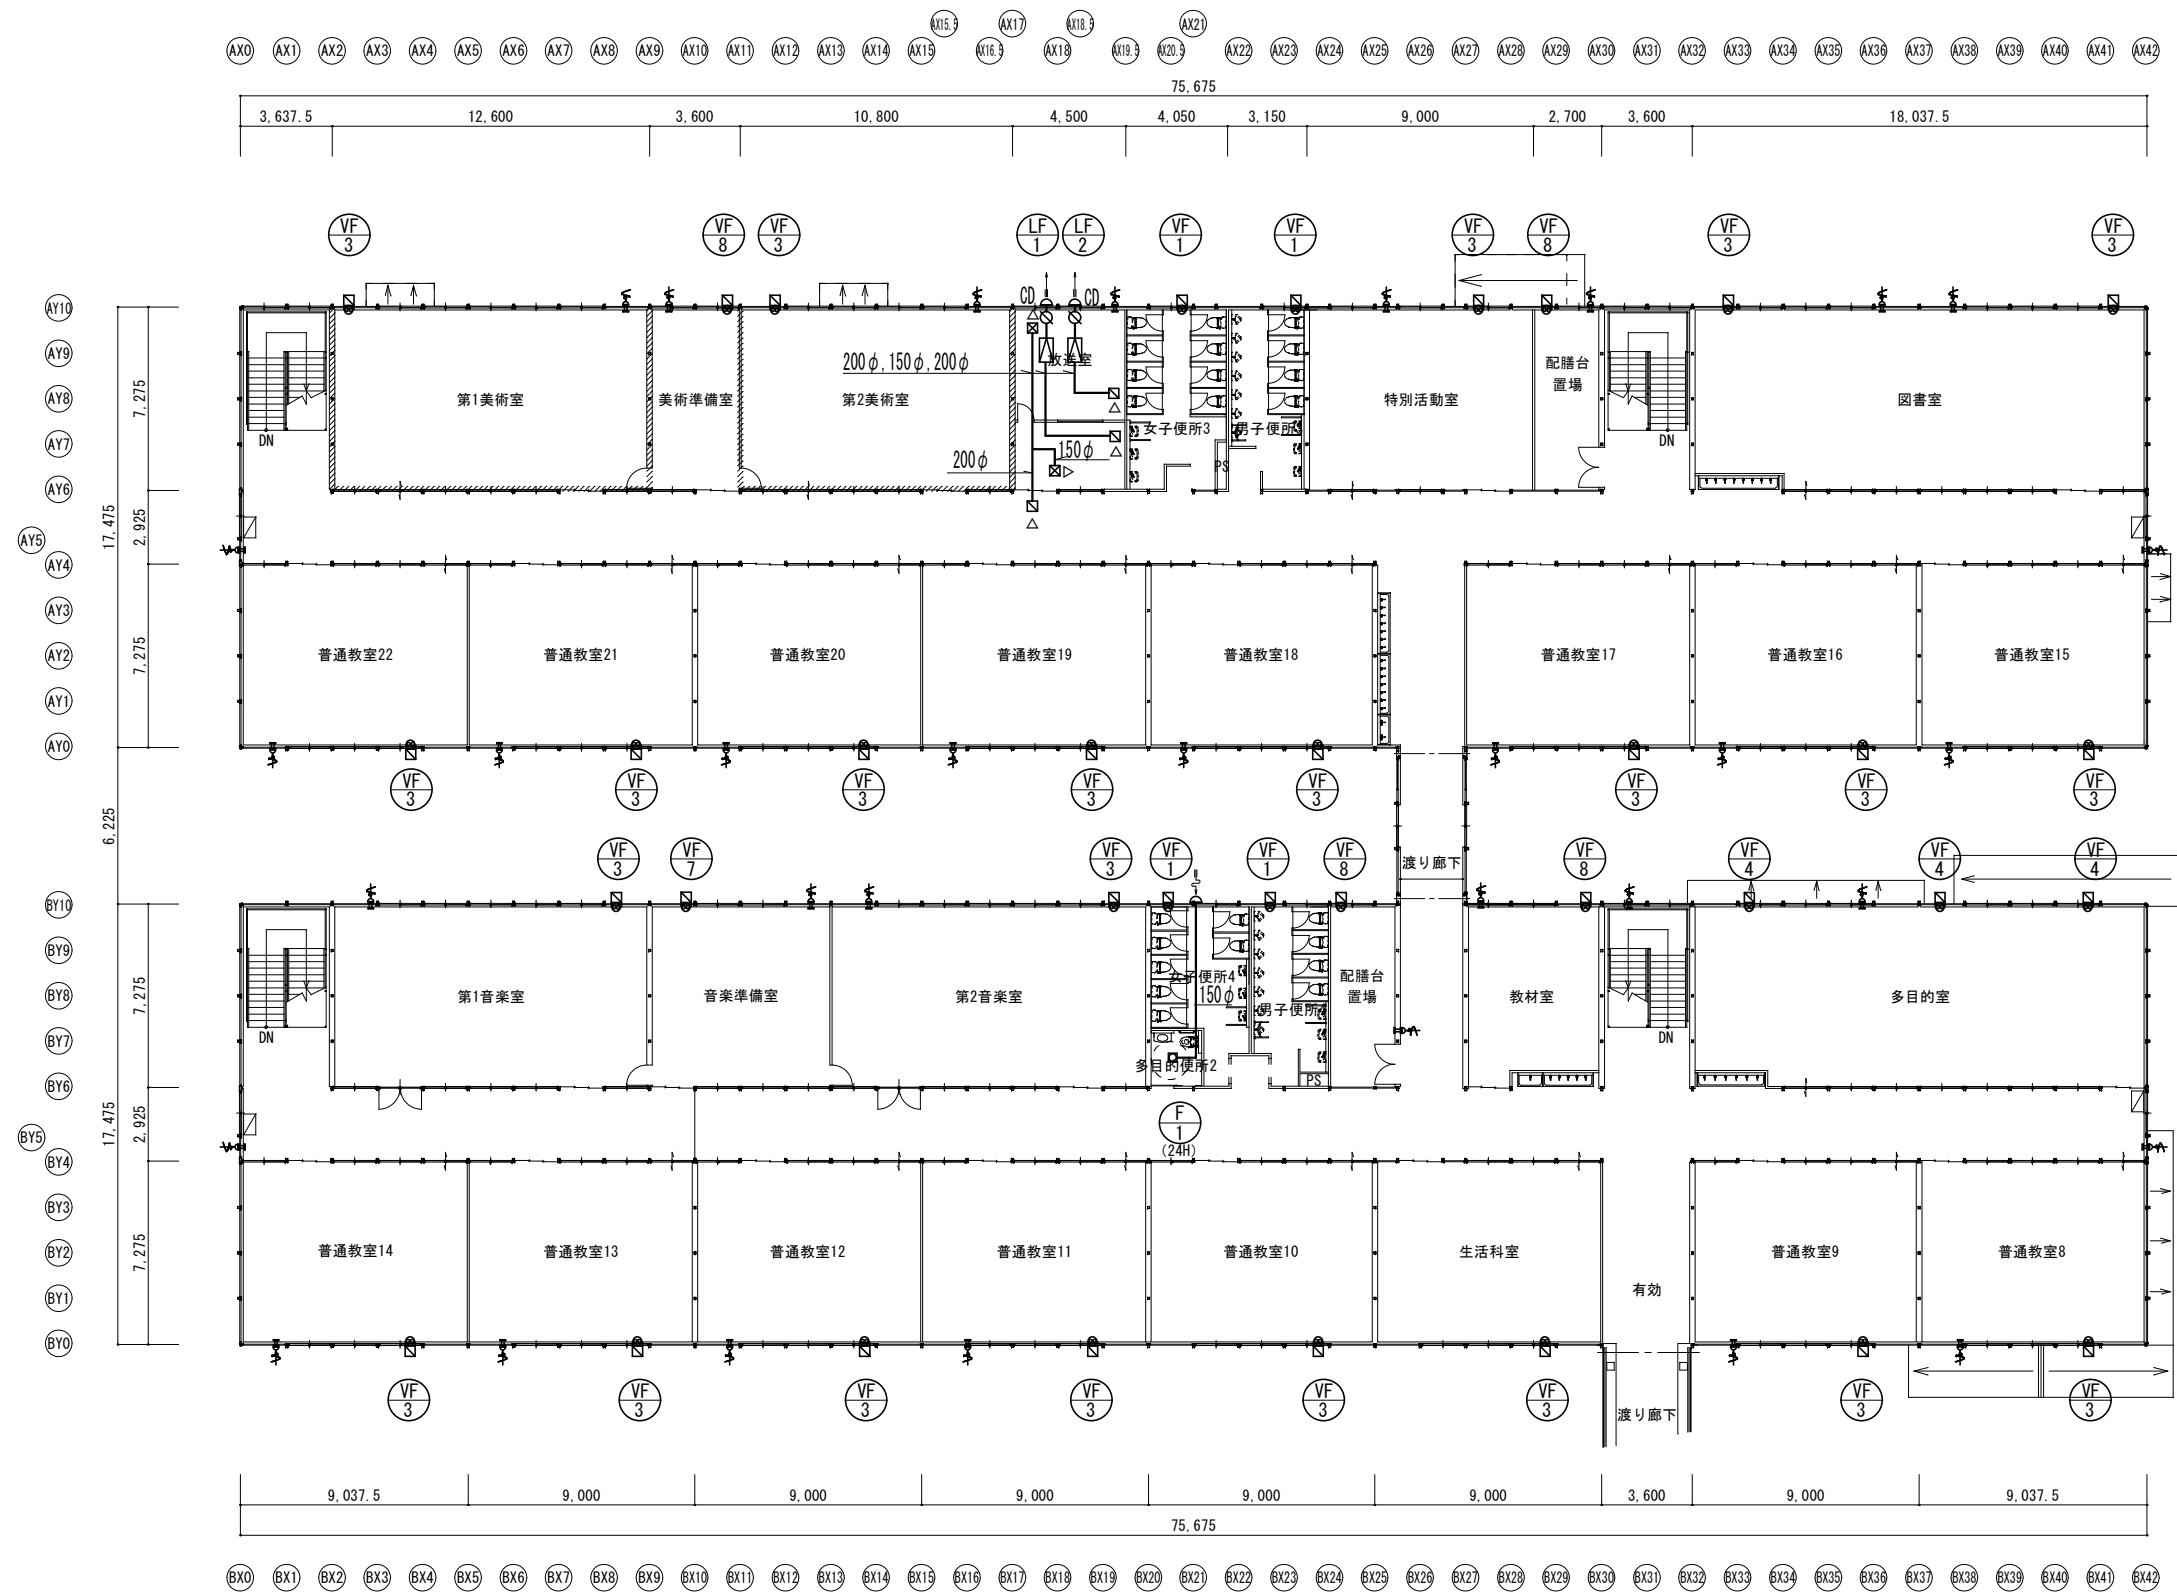 AX15.5 AX17 AX18.5 AX21
AX0 AX1 AX2 AX3 AX4 AX5 AX6 AX7 AX8 AX9 AX10 AX11 AX12 AX13 AX14 AX15 AX16.5 AX18 AX19.5 AX20.5 AX22 AX23 AX24 AX25 AX26 AX27 AX28 AX29 AX30 AX31 AX32 AX33 AX34 AX35 AX36 AX37 AX38 AX39 AX40 AX41 AX42
75,675
3,637.5 12,600 3,600 10,800 4,500 4,050 3,150 9,000 2,700 3,600 18,037.5
VF 3 VF 8 VF 3 LF 1 LF 2 VF 1 VF 1 VF 3 VF 8 VF 3 VF 3
CD CD
AY10
AY9
AY8
AY7
AY6
AY5
AY4
AY3
AY2
AY1
AY0
7,275
17,475
2,925
7,275
6,225
200φ,150φ,200φ
放送室
配膳台
置場
第1美術室 美術準備室 第2美術室 特別活動室 図書室
女子便所3 男子便所
DN DN
150φ
200φ
PS
普通教室22 普通教室21 普通教室20 普通教室19 普通教室18 普通教室17 普通教室16 普通教室15
VF 3 VF 3 VF 3 VF 3 VF 3 VF 3 VF 3 VF 3
VF 3 VF 7 VF 3 VF 1 VF 1 VF 8 渡り廊下 VF 8 VF 4 VF 4 VF 4
BY10
BY9
BY8
BY7
BY6
BY5
BY4
BY3
BY2
BY1
BY0
7,275
17,475
2,925
7,275
第1音楽室 音楽準備室 第2音楽室
女子便所4
150φ
男子便所
配膳台
置場
教材室 多目的室
DN DN
多目的便所2
PS
F 1
(24H)
普通教室14 普通教室13 普通教室12 普通教室11 普通教室10 生活科室 普通教室9 普通教室8
有効
VF 3 VF 3 VF 3 VF 3 VF 3 VF 3 VF 3 VF 3
渡り廊下
9,037.5 9,000 9,000 9,000 9,000 9,000 3,600 9,000 9,037.5
75,675
BX0 BX1 BX2 BX3 BX4 BX5 BX6 BX7 BX8 BX9 BX10 BX11 BX12 BX13 BX14 BX15 BX16 BX17 BX18 BX19 BX20 BX21 BX22 BX23 BX24 BX25 BX26 BX27 BX28 BX29 BX30 BX31 BX32 BX33 BX34 BX35 BX36 BX37 BX38 BX39 BX40 BX41 BX42